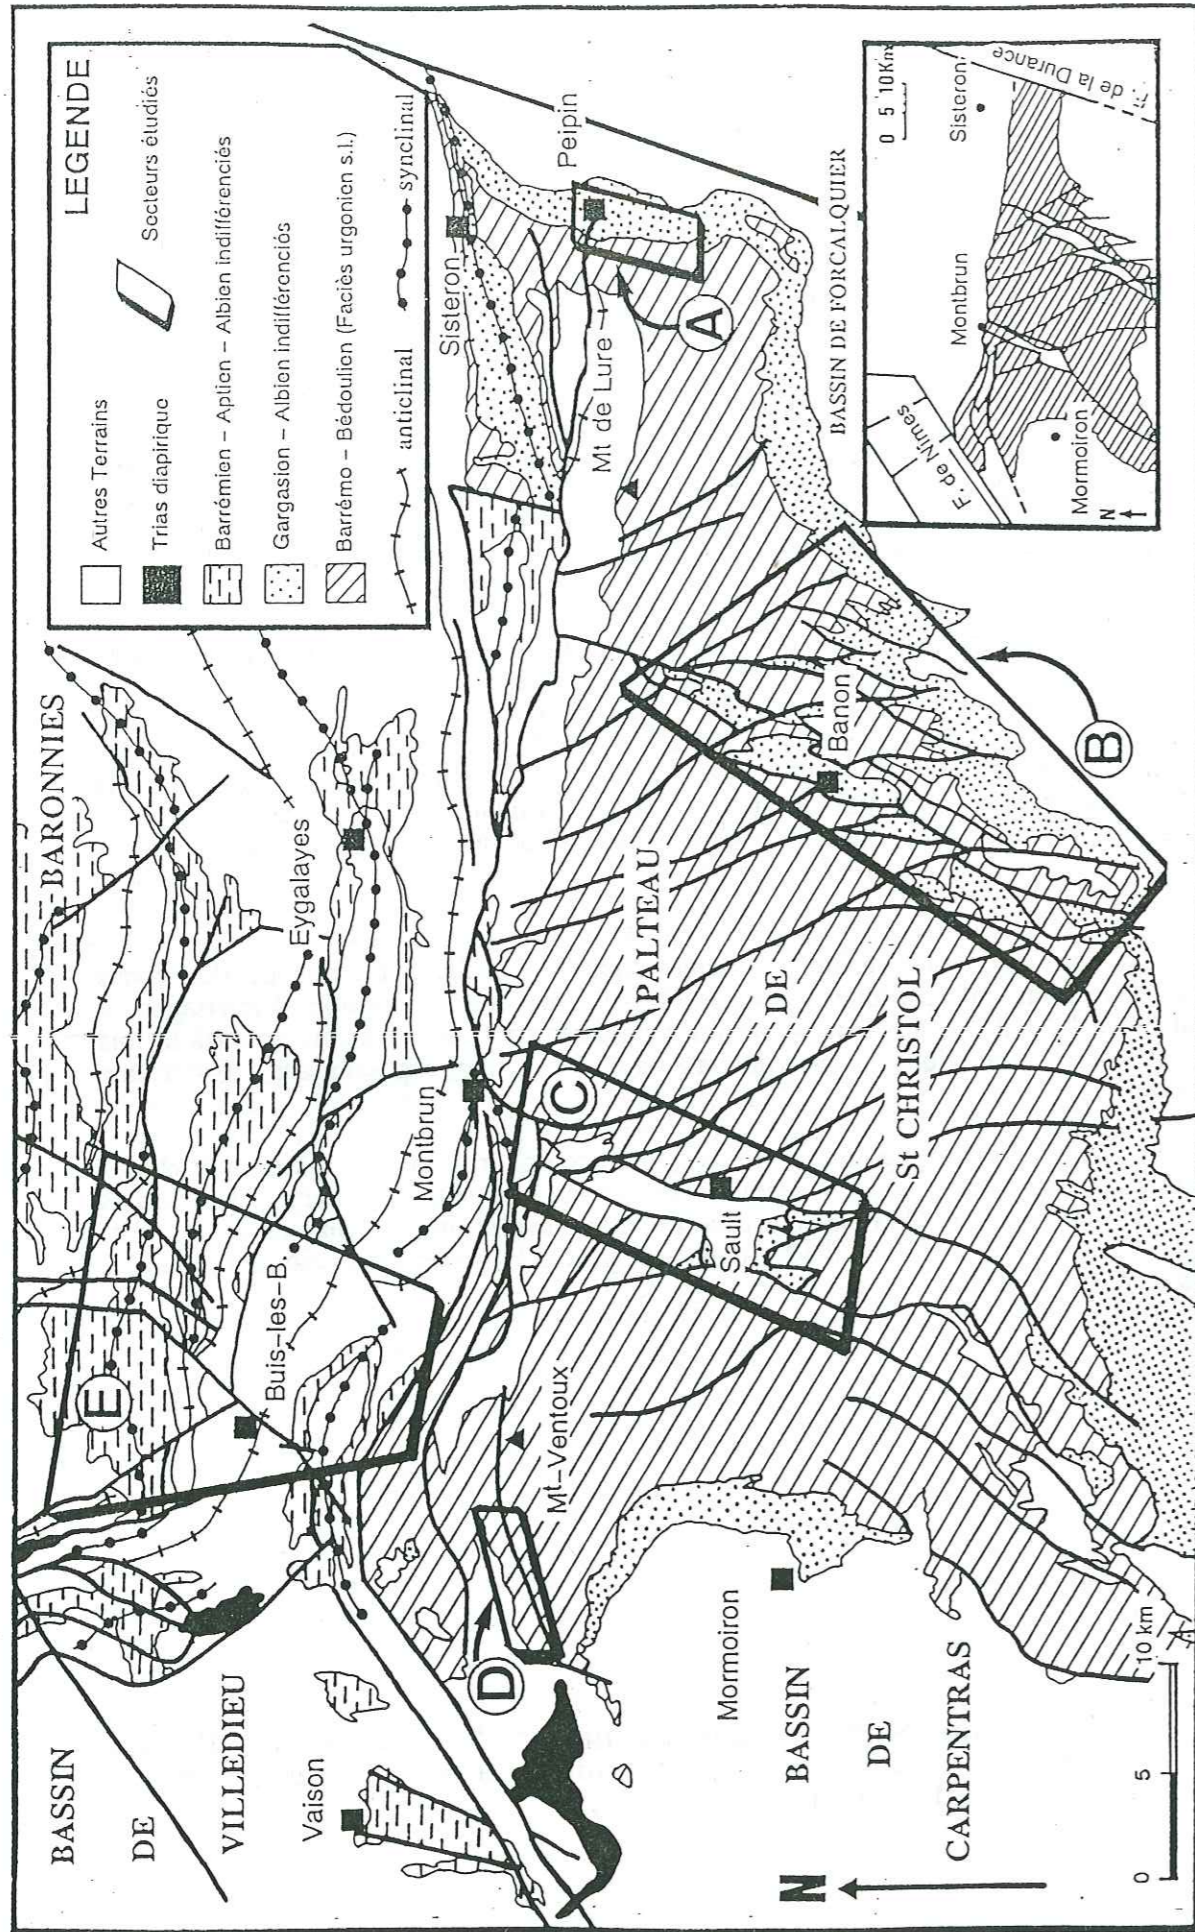 LEGENDE
Autres Terrains
Secteurs étudiés
Trias diapirique
Barrémien – Aptien – Albien indifférenciés
Gargasien – Albien indifférenciés
Barrémo – Bédoulien (Faciès urgonien s.l.)
anticlinal
synclinal
BARONNIES
BASSIN
DE
VILLEDIEU
Vaison
E
Buis–les–B.
Eygalayes
Montbrun
Sisteron
Peipin
Mt de Lure
A
D
Mt–Ventoux
C
Sault
PALTEAU
DE
St CHRISTOL
Banon
B
BASSIN DE FORCALQUIER
Mormoiron
BASSIN
DE
CARPENTRAS
N
0 5 10 km
0 5 10Km
F. de Nîmes
Montbrun
Sisteron
F. de la Durance
Mormoiron
N